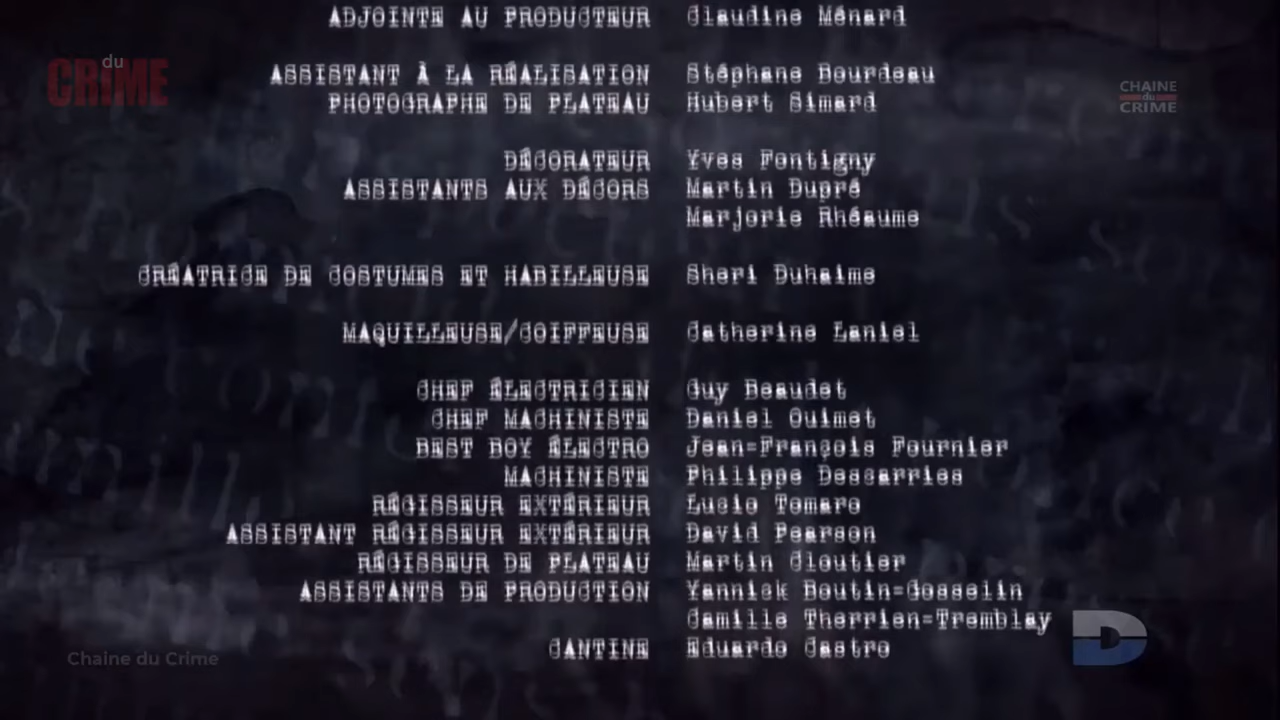 ADJOINTE AU PRODUCTEUR Claudine Ménard
du
CRIME
ASSISTANT À LA RÉALISATION Stéphane Bourdeau
CHAINE
du
CRIME
PHOTOGRAPHE DE PLATEAU Hubert Simard
DÉCORATEUR Yves Fontigny
ASSISTANTS AUX DÉCORS Martin Dupré
Marjorie Rhéaume
CRÉATRICE DE COSTUMES ET HABILLEUSE Sheri Duhaime
MAQUILLEUSE/COIFFEUSE Catherine Laniel
CHEF ÉLECTRICIEN Guy Beaudet
CHEF MACHINISTE Daniel Ouimet
BEST BOY ÉLECTRO Jean-François Fournier
MACHINISTE Philippe Descarries
RÉGISSEUR EXTÉRIEUR Lucio Tomaro
ASSISTANT RÉGISSEUR EXTÉRIEUR David Pearson
RÉGISSEUR DE PLATEAU Martin Cloutier
ASSISTANTS DE PRODUCTION Yannick Boutin-Gosselin
Camille Therrien-Tremblay
CANTINE Eduardo Castro
D
Chaine du Crime